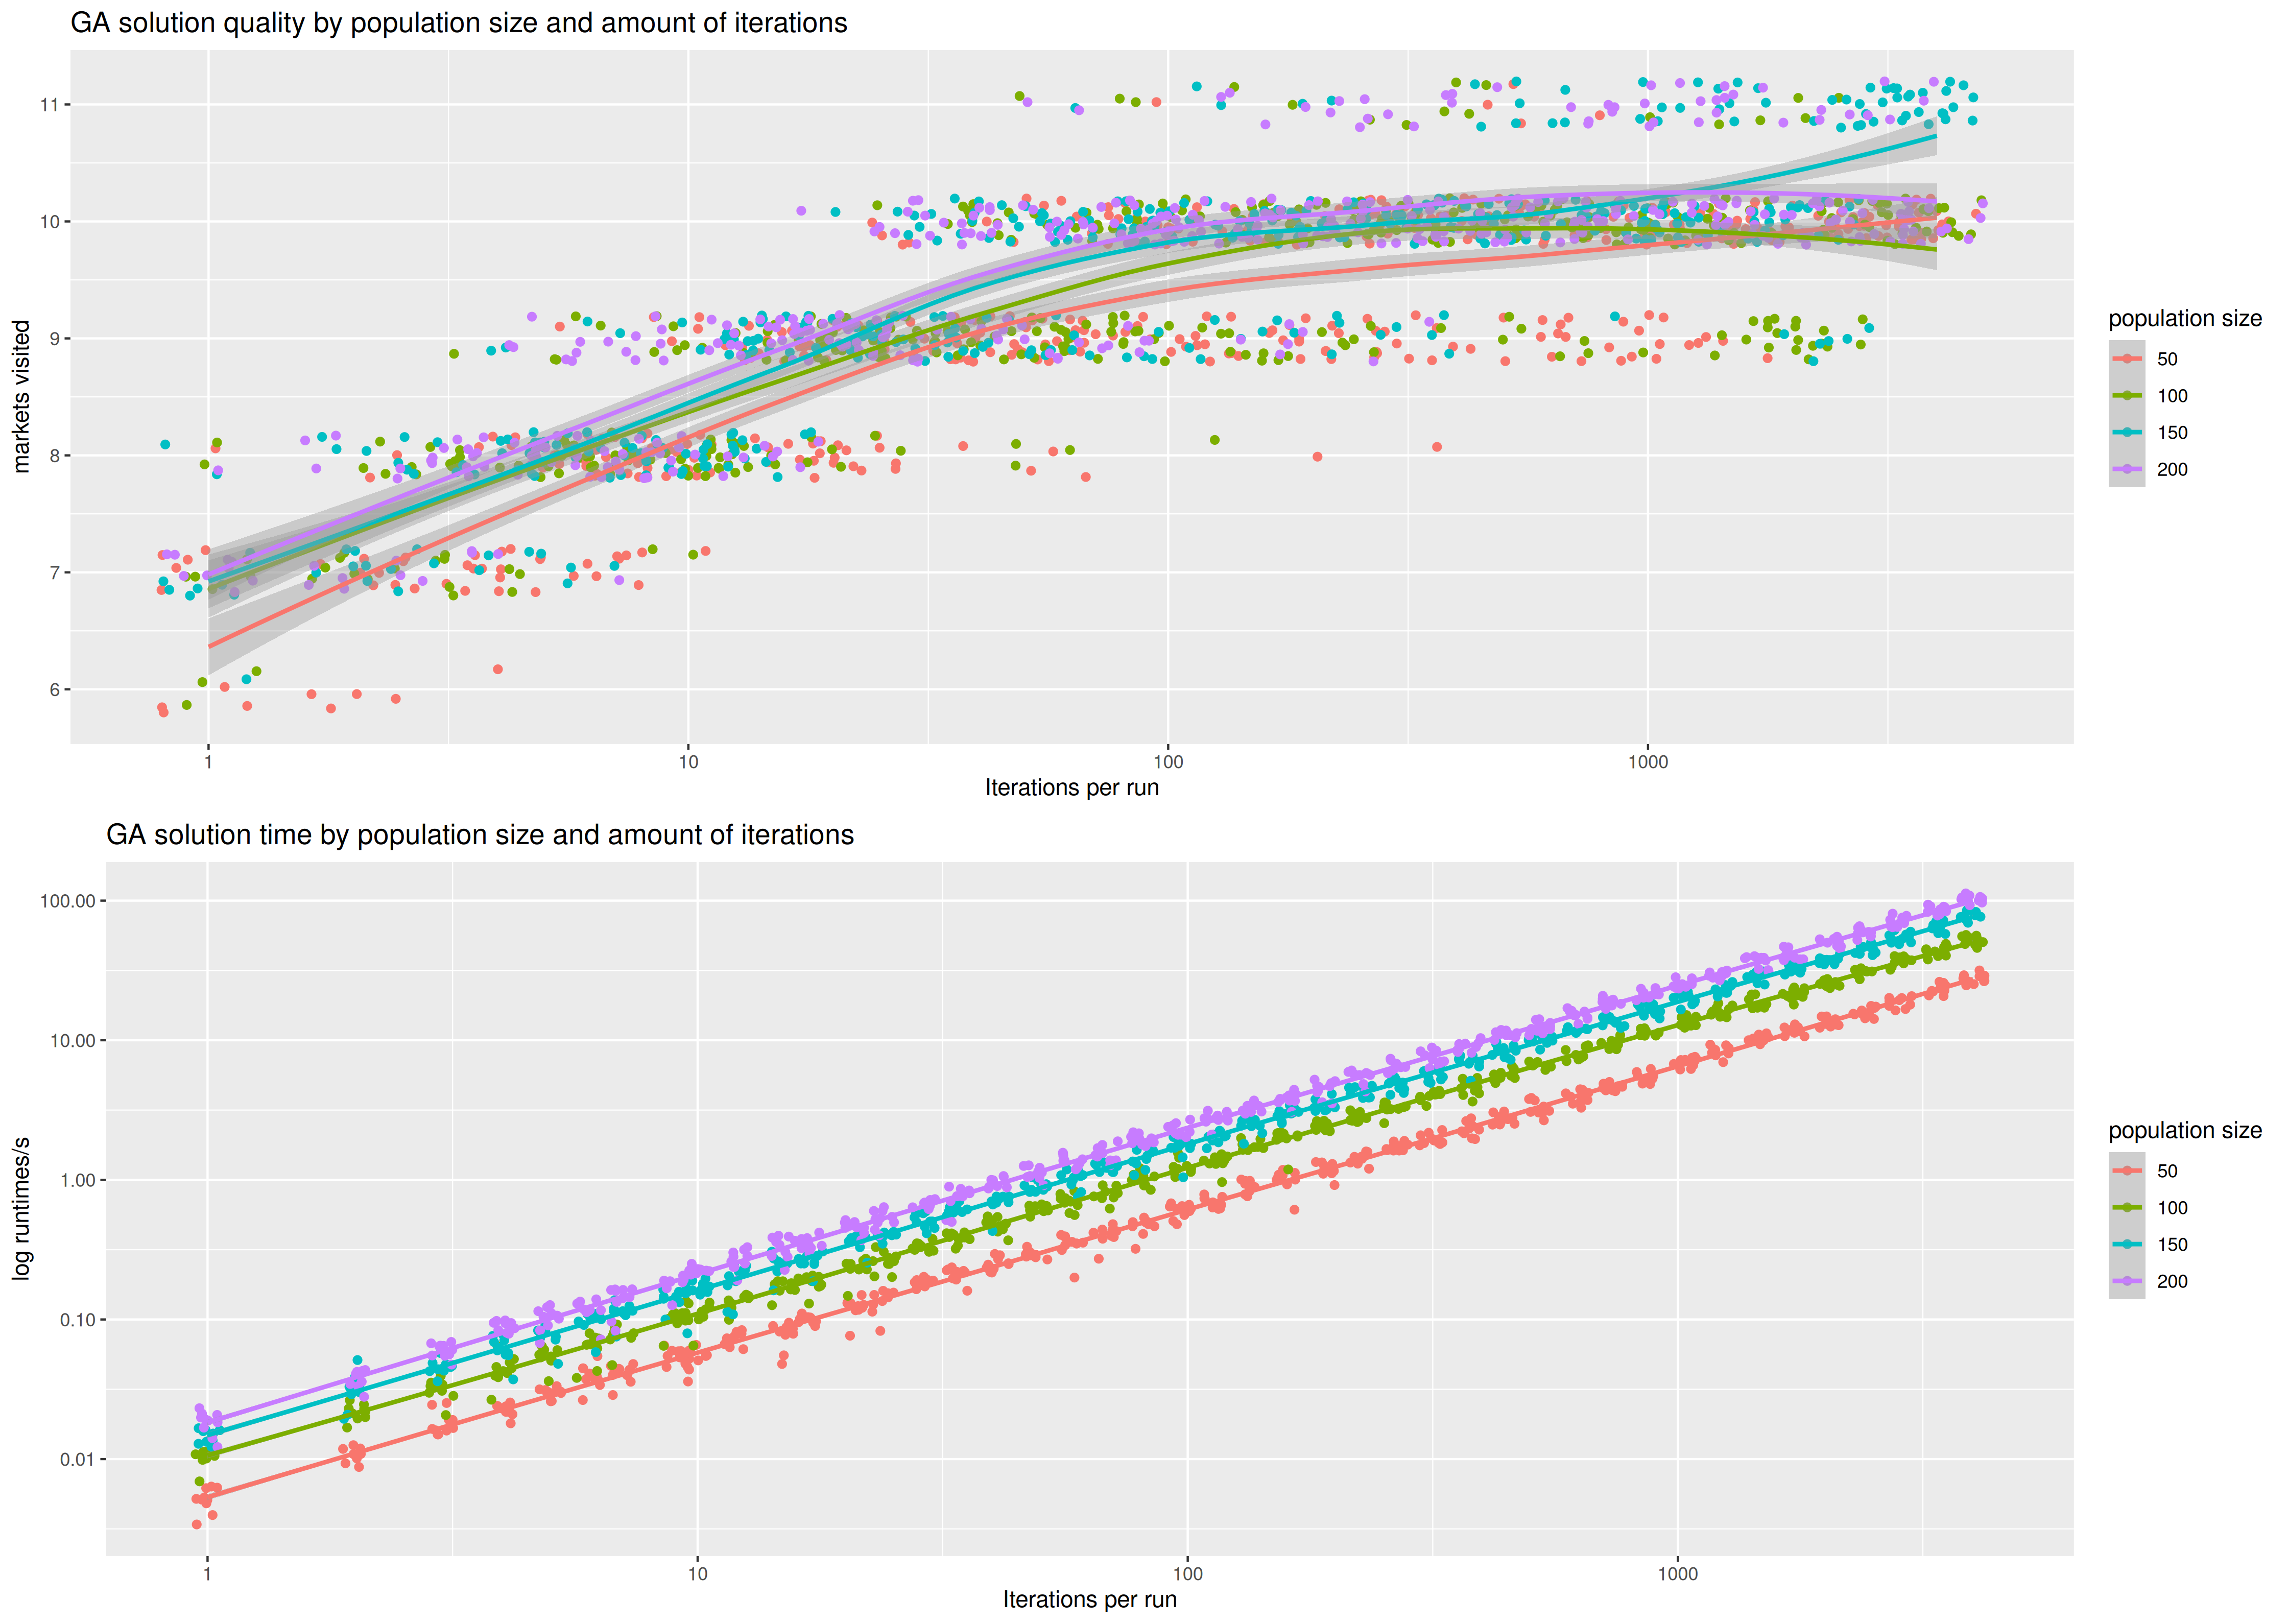 GA solution quality by population size and amount of iterations
11
10
9
8
7
6
markets visited
1 10 100 1000
Iterations per run
population size
50
100
150
200
GA solution time by population size and amount of iterations
100.00
10.00
1.00
0.10
0.01
log runtimes/s
1 10 100 1000
Iterations per run
population size
50
100
150
200